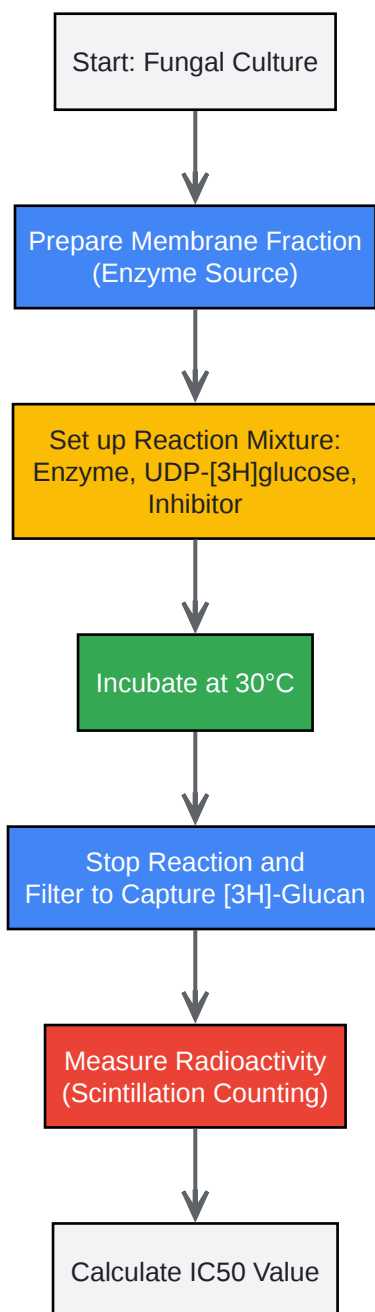 Start: Fungal Culture
Prepare Membrane Fraction
(Enzyme Source)
Set up Reaction Mixture:
Enzyme, UDP-[3H]glucose,
Inhibitor
Incubate at 30°C
Stop Reaction and
Filter to Capture [3H]-Glucan
Measure Radioactivity
(Scintillation Counting)
Calculate IC50 Value